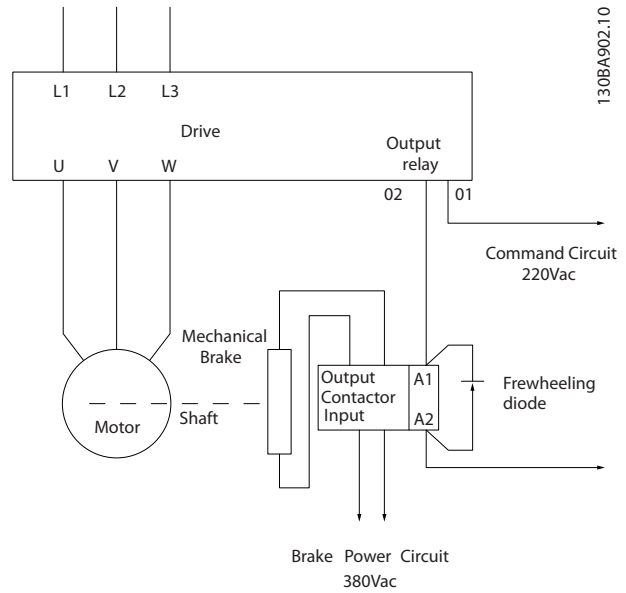 130BA902.10
L1 L2 L3
Drive
Output
relay
U V W
02 01
Command Circuit
220Vac
Mechanical
Brake
Output
Contactor
Input
A1
A2
Frewheeling
diode
Motor
Shaft
Brake Power Circuit
380Vac